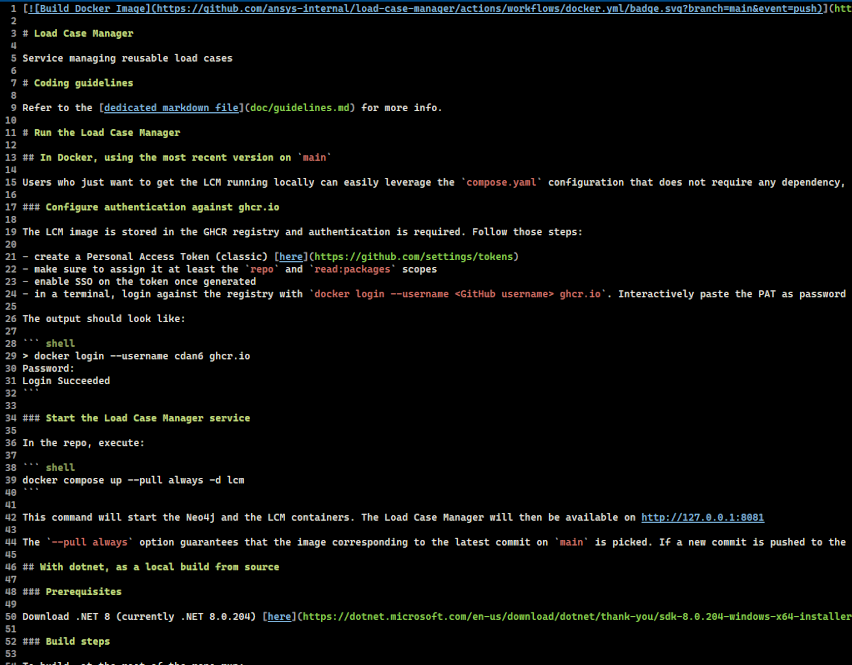 1 [![Build Docker Image](https://github.com/ansys-internal/load-case-manager/actions/workflows/docker.yml/badge.svg?branch=main&event=push)](htt
2
3 # Load Case Manager
4
5 Service managing reusable load cases
6
7 # Coding guidelines
8
9 Refer to the [dedicated markdown file](doc/guidelines.md) for more info.
10
11 # Run the Load Case Manager
12
13 ## In Docker, using the most recent version on `main`
14
15 Users who just want to get the LCM running locally can easily leverage the `compose.yaml` configuration that does not require any dependency,
16
17 ### Configure authentication against ghcr.io
18
19 The LCM image is stored in the GHCR registry and authentication is required. Follow those steps:
20
21 - create a Personal Access Token (classic) [here](https://github.com/settings/tokens)
22 - make sure to assign it at least the `repo` and `read:packages` scopes
23 - enable SSO on the token once generated
24 - in a terminal, login against the registry with `docker login --username <GitHub username> ghcr.io`. Interactively paste the PAT as password
25
26 The output should look like:
27
28 ``` shell
29 > docker login --username cdan6 ghcr.io
30 Password:
31 Login Succeeded
32 ```
33
34 ### Start the Load Case Manager service
35
36 In the repo, execute:
37
38 ``` shell
39 docker compose up --pull always -d lcm
40 ```
41
42 This command will start the Neo4j and the LCM containers. The Load Case Manager will then be available on http://127.0.0.1:8081
43
44 The `--pull always` option guarantees that the image corresponding to the latest commit on `main` is picked. If a new commit is pushed to the
45
46 ## With dotnet, as a local build from source
47
48 ### Prerequisites
49
50 Download .NET 8 (currently .NET 8.0.204) [here](https://dotnet.microsoft.com/en-us/download/dotnet/thank-you/sdk-8.0.204-windows-x64-installer
51
52 ### Build steps
53
54 To build, at the root of the repo run: